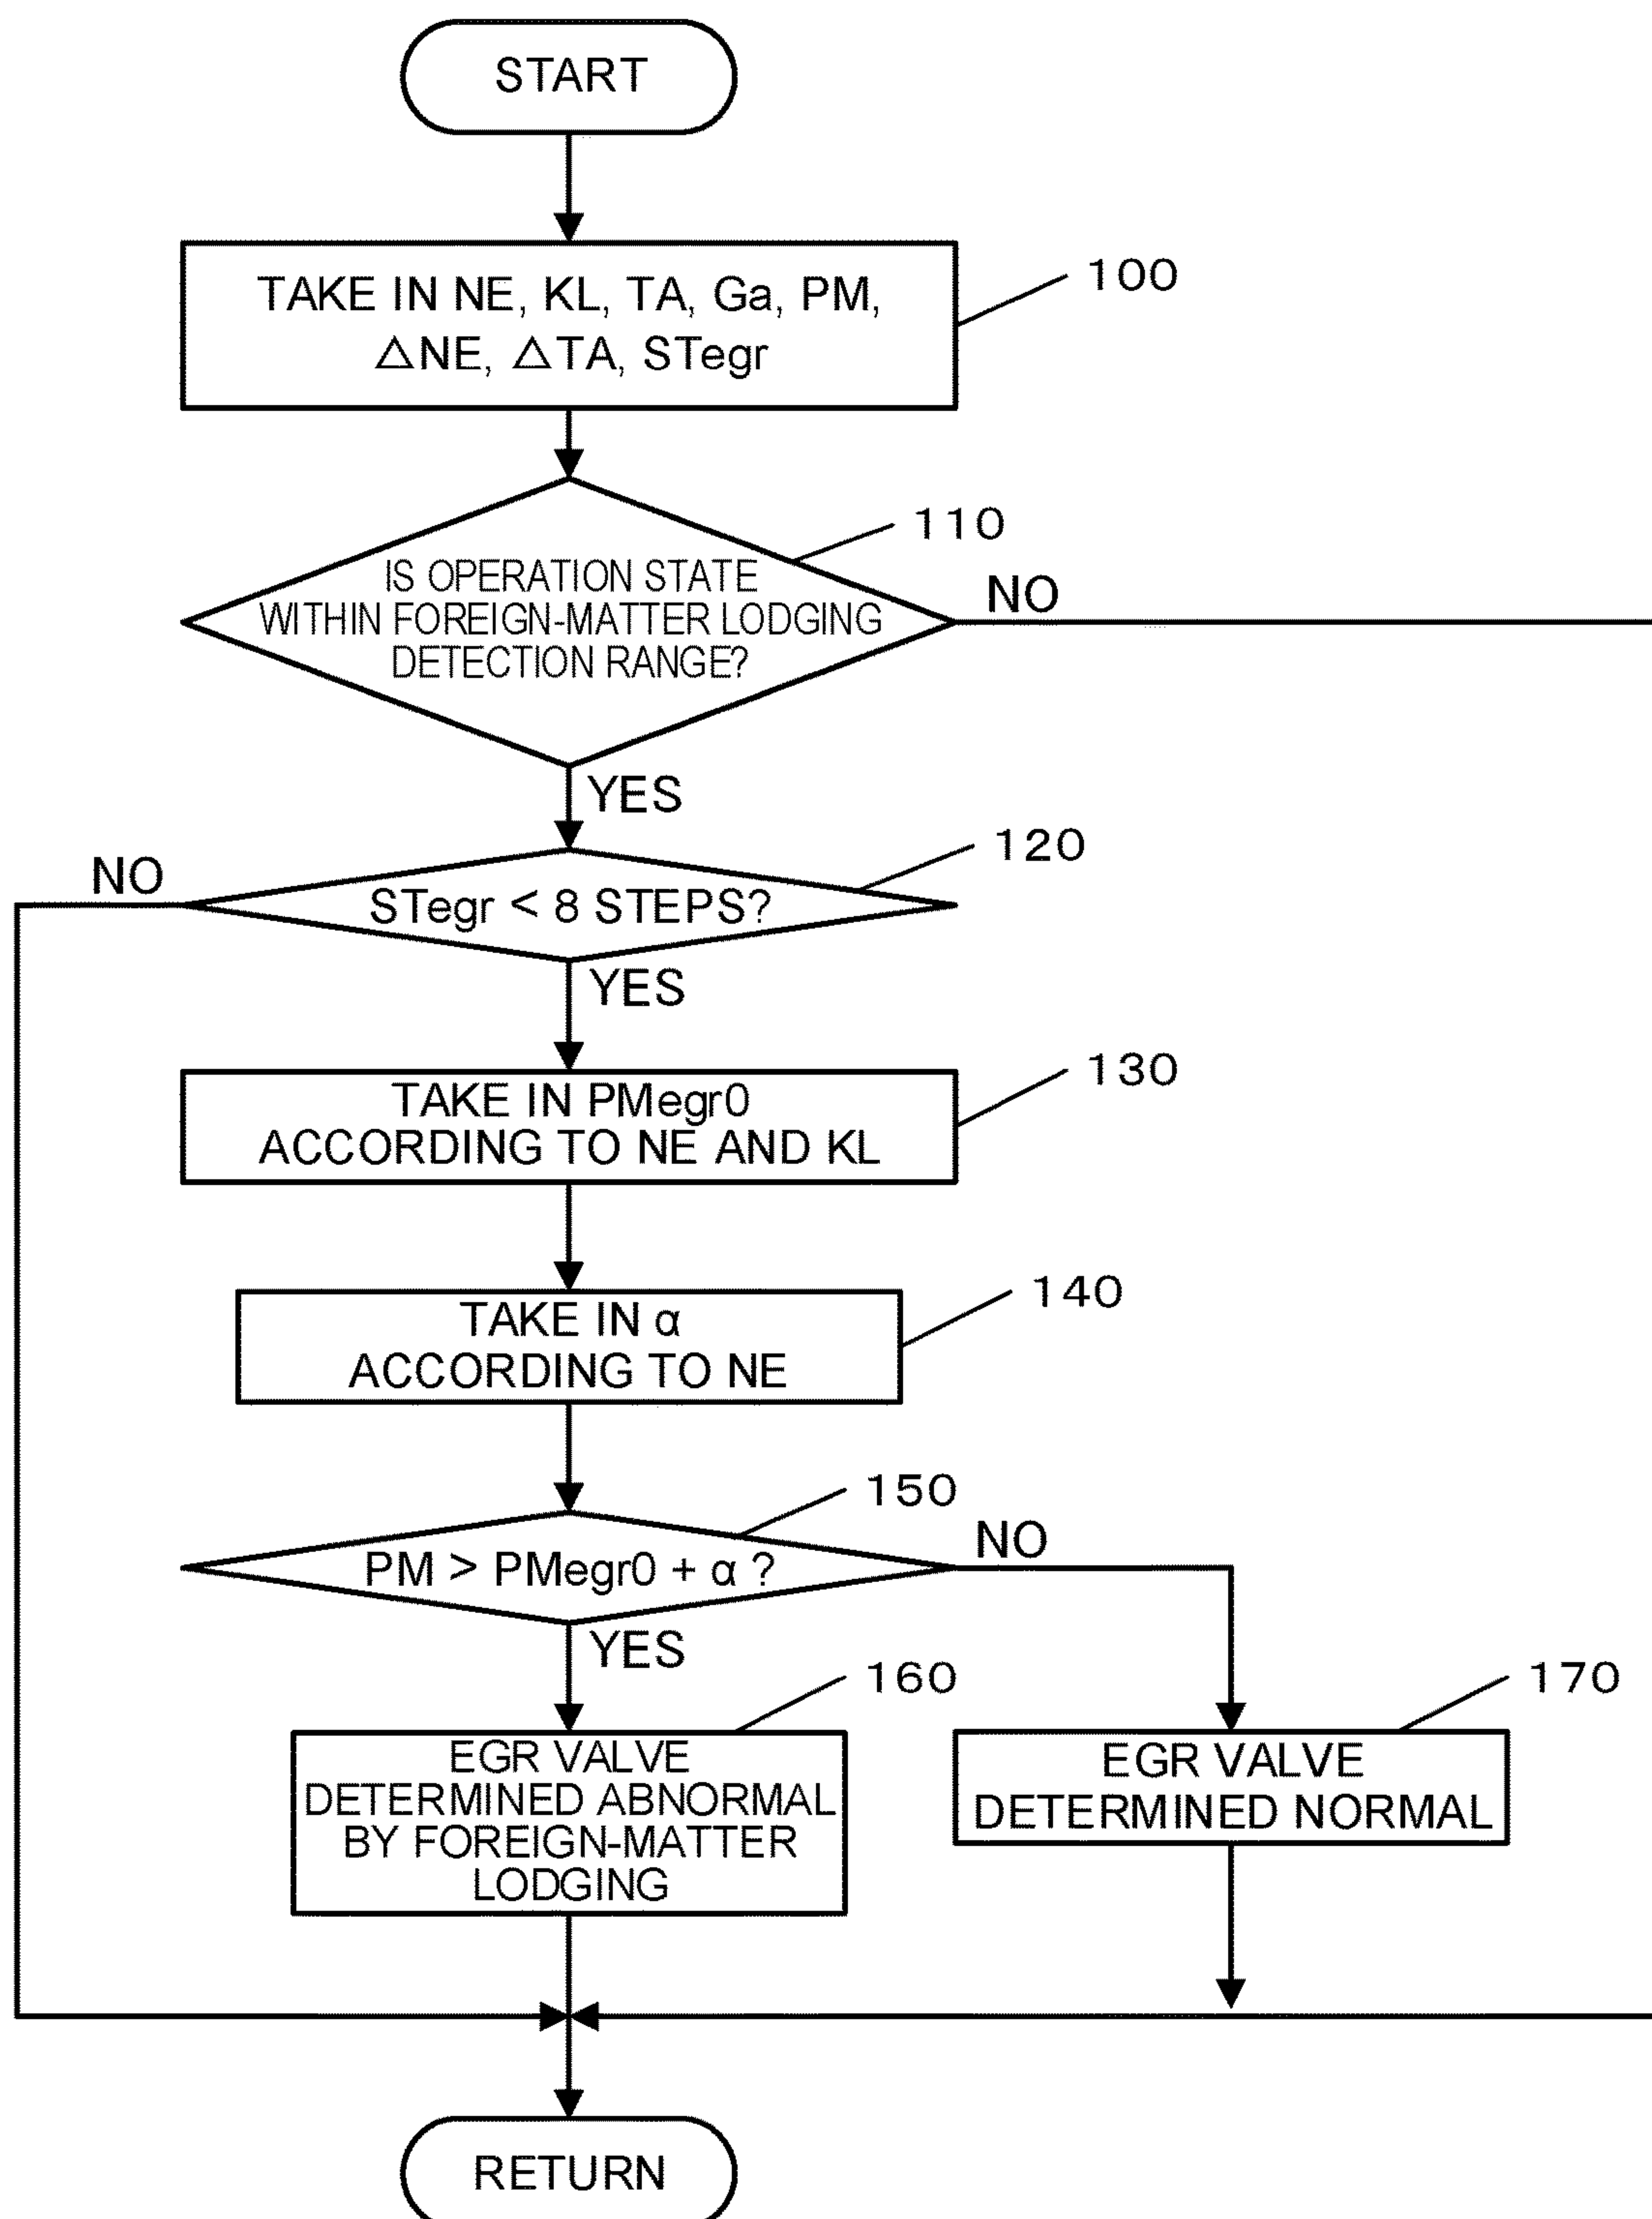 START
TAKE IN NE, KL, TA, Ga, PM,
△NE, △TA, STegr
100
110
IS OPERATION STATE
WITHIN FOREIGN-MATTER LODGING
DETECTION RANGE?
NO
YES
120
NO
STegr < 8 STEPS?
YES
130
TAKE IN PMegr0
ACCORDING TO NE AND KL
140
TAKE IN α
ACCORDING TO NE
150
NO
PM > PMegr0 + α ?
YES
160
170
EGR VALVE
DETERMINED ABNORMAL
BY FOREIGN-MATTER
LODGING
EGR VALVE
DETERMINED NORMAL
RETURN